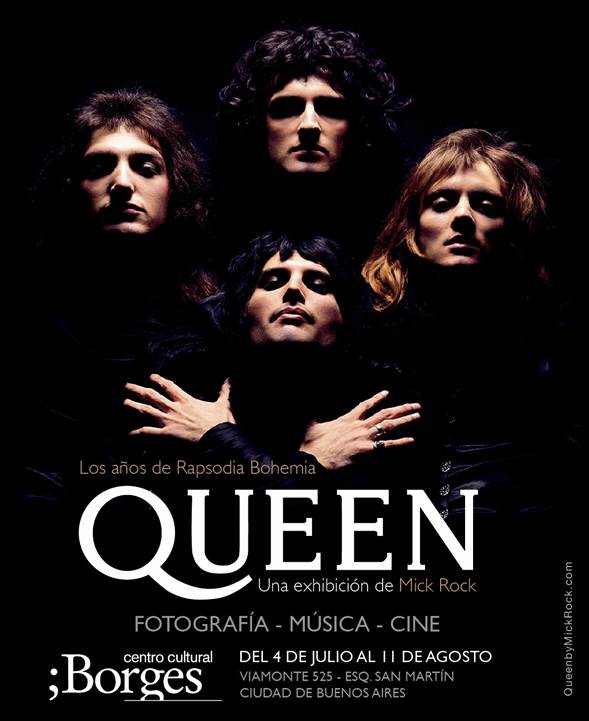 Los años de Rapsodia Bohemia
QUEEN
Una exhibición de Mick Rock
FOTOGRAFÍA - MÚSICA - CINE
centro cultural
;Borges
DEL 4 DE JULIO AL 11 DE AGOSTO
VIAMONTE 525 - ESQ. SAN MARTÍN
CIUDAD DE BUENOS AIRES
QueenbyMickRock.com